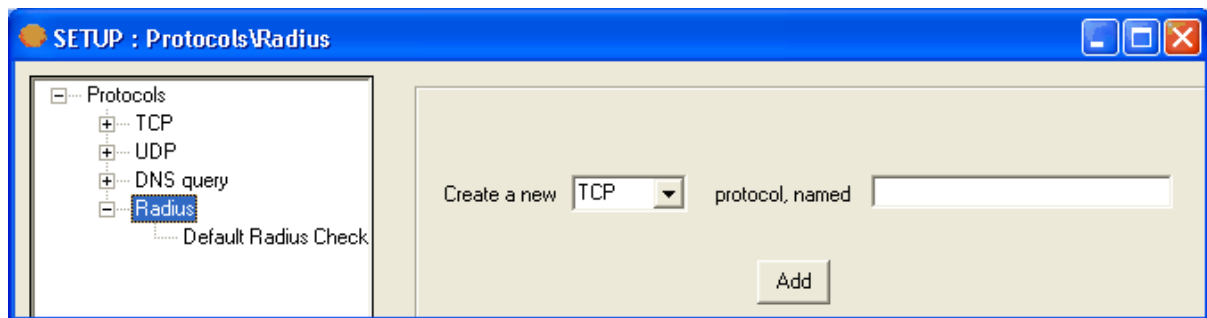 SETUP : Protocols\Radius
Protocols
TCP
UDP
DNS query
Radius
Default Radius Check
Create a new TCP protocol, named
Add